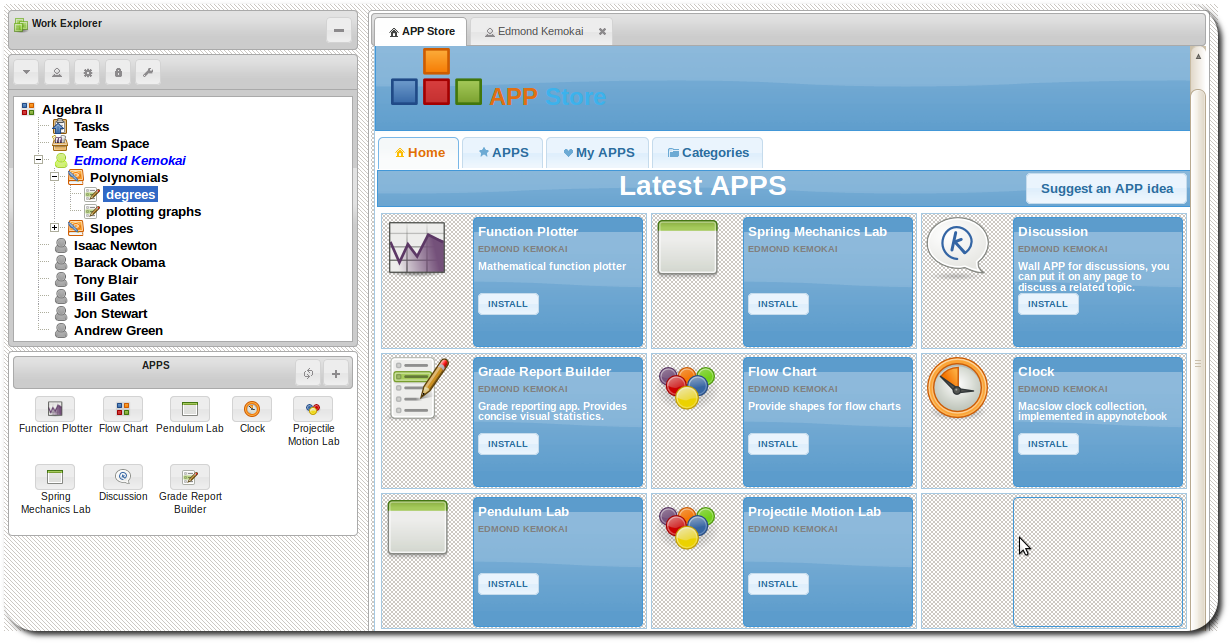 Work Explorer
Algebra II
Tasks
Team Space
Edmond Kemokai
Polynomials
degrees
plotting graphs
Slopes
Isaac Newton
Barack Obama
Tony Blair
Bill Gates
Jon Stewart
Andrew Green
APPS
Function Plotter
Flow Chart
Pendulum Lab
Clock
Projectile
Motion Lab
Spring
Mechanics Lab
Discussion
Grade Report
Builder
APP Store
Edmond Kemokai
APP Store
Home
APPS
My APPS
Categories
Latest APPS
Suggest an APP idea
Function Plotter
EDMOND KEMOKAI
Mathematical function plotter
INSTALL
Spring Mechanics Lab
EDMOND KEMOKAI
INSTALL
Discussion
EDMOND KEMOKAI
Wall APP for discussions, you
can put it on any page to
discuss a related topic.
INSTALL
Grade Report Builder
EDMOND KEMOKAI
Grade reporting app. Provides
concise visual statistics.
INSTALL
Flow Chart
EDMOND KEMOKAI
Provide shapes for flow charts
INSTALL
Clock
EDMOND KEMOKAI
Macslow clock collection,
implemented in appynotebook
INSTALL
Pendulum Lab
EDMOND KEMOKAI
INSTALL
Projectile Motion Lab
EDMOND KEMOKAI
INSTALL